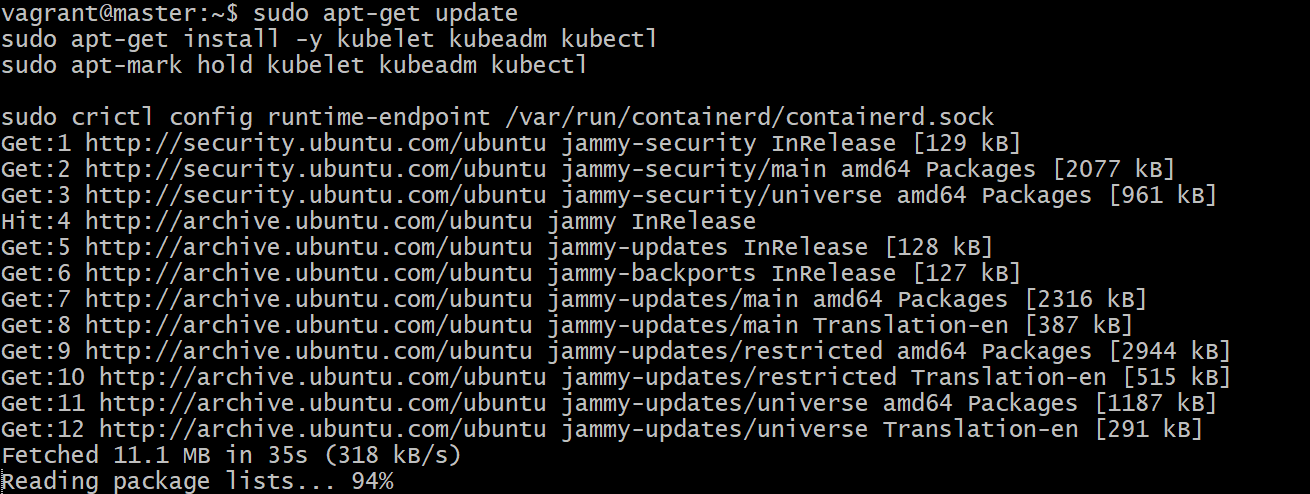 vagrant@master:~$ sudo apt-get update
sudo apt-get install -y kubelet kubeadm kubectl
sudo apt-mark hold kubelet kubeadm kubectl
sudo crictl config runtime-endpoint /var/run/containerd/containerd.sock
Get:1 http://security.ubuntu.com/ubuntu jammy-security InRelease [129 kB]
Get:2 http://security.ubuntu.com/ubuntu jammy-security/main amd64 Packages [2077 kB]
Get:3 http://security.ubuntu.com/ubuntu jammy-security/universe amd64 Packages [961 kB]
Hit:4 http://archive.ubuntu.com/ubuntu jammy InRelease
Get:5 http://archive.ubuntu.com/ubuntu jammy-updates InRelease [128 kB]
Get:6 http://archive.ubuntu.com/ubuntu jammy-backports InRelease [127 kB]
Get:7 http://archive.ubuntu.com/ubuntu jammy-updates/main amd64 Packages [2316 kB]
Get:8 http://archive.ubuntu.com/ubuntu jammy-updates/main Translation-en [387 kB]
Get:9 http://archive.ubuntu.com/ubuntu jammy-updates/restricted amd64 Packages [2944 kB]
Get:10 http://archive.ubuntu.com/ubuntu jammy-updates/restricted Translation-en [515 kB]
Get:11 http://archive.ubuntu.com/ubuntu jammy-updates/universe amd64 Packages [1187 kB]
Get:12 http://archive.ubuntu.com/ubuntu jammy-updates/universe Translation-en [291 kB]
Fetched 11.1 MB in 35s (318 kB/s)
Reading package lists... 94%